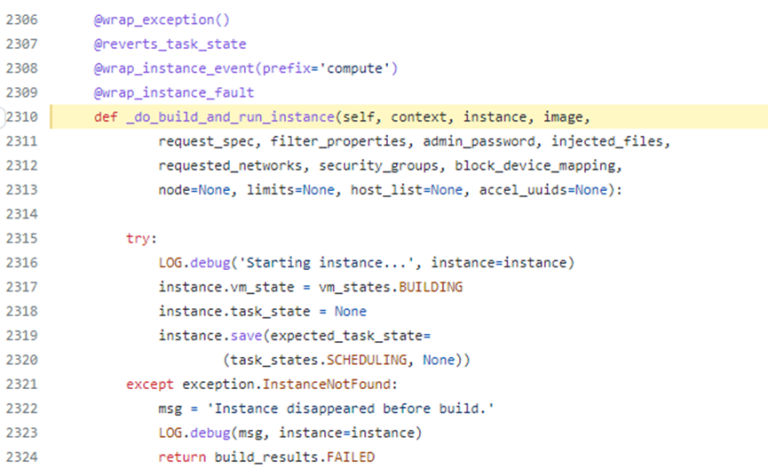 2306 @wrap_exception()
2307 @reverts_task_state
2308 @wrap_instance_event(prefix='compute')
2309 @wrap_instance_fault
2310 def _do_build_and_run_instance(self, context, instance, image,
2311 request_spec, filter_properties, admin_password, injected_files,
2312 requested_networks, security_groups, block_device_mapping,
2313 node=None, limits=None, host_list=None, accel_uuids=None):
2314
2315 try:
2316 LOG.debug('Starting instance...', instance=instance)
2317 instance.vm_state = vm_states.BUILDING
2318 instance.task_state = None
2319 instance.save(expected_task_state=
2320 (task_states.SCHEDULING, None))
2321 except exception.InstanceNotFound:
2322 msg = 'Instance disappeared before build.'
2323 LOG.debug(msg, instance=instance)
2324 return build_results.FAILED